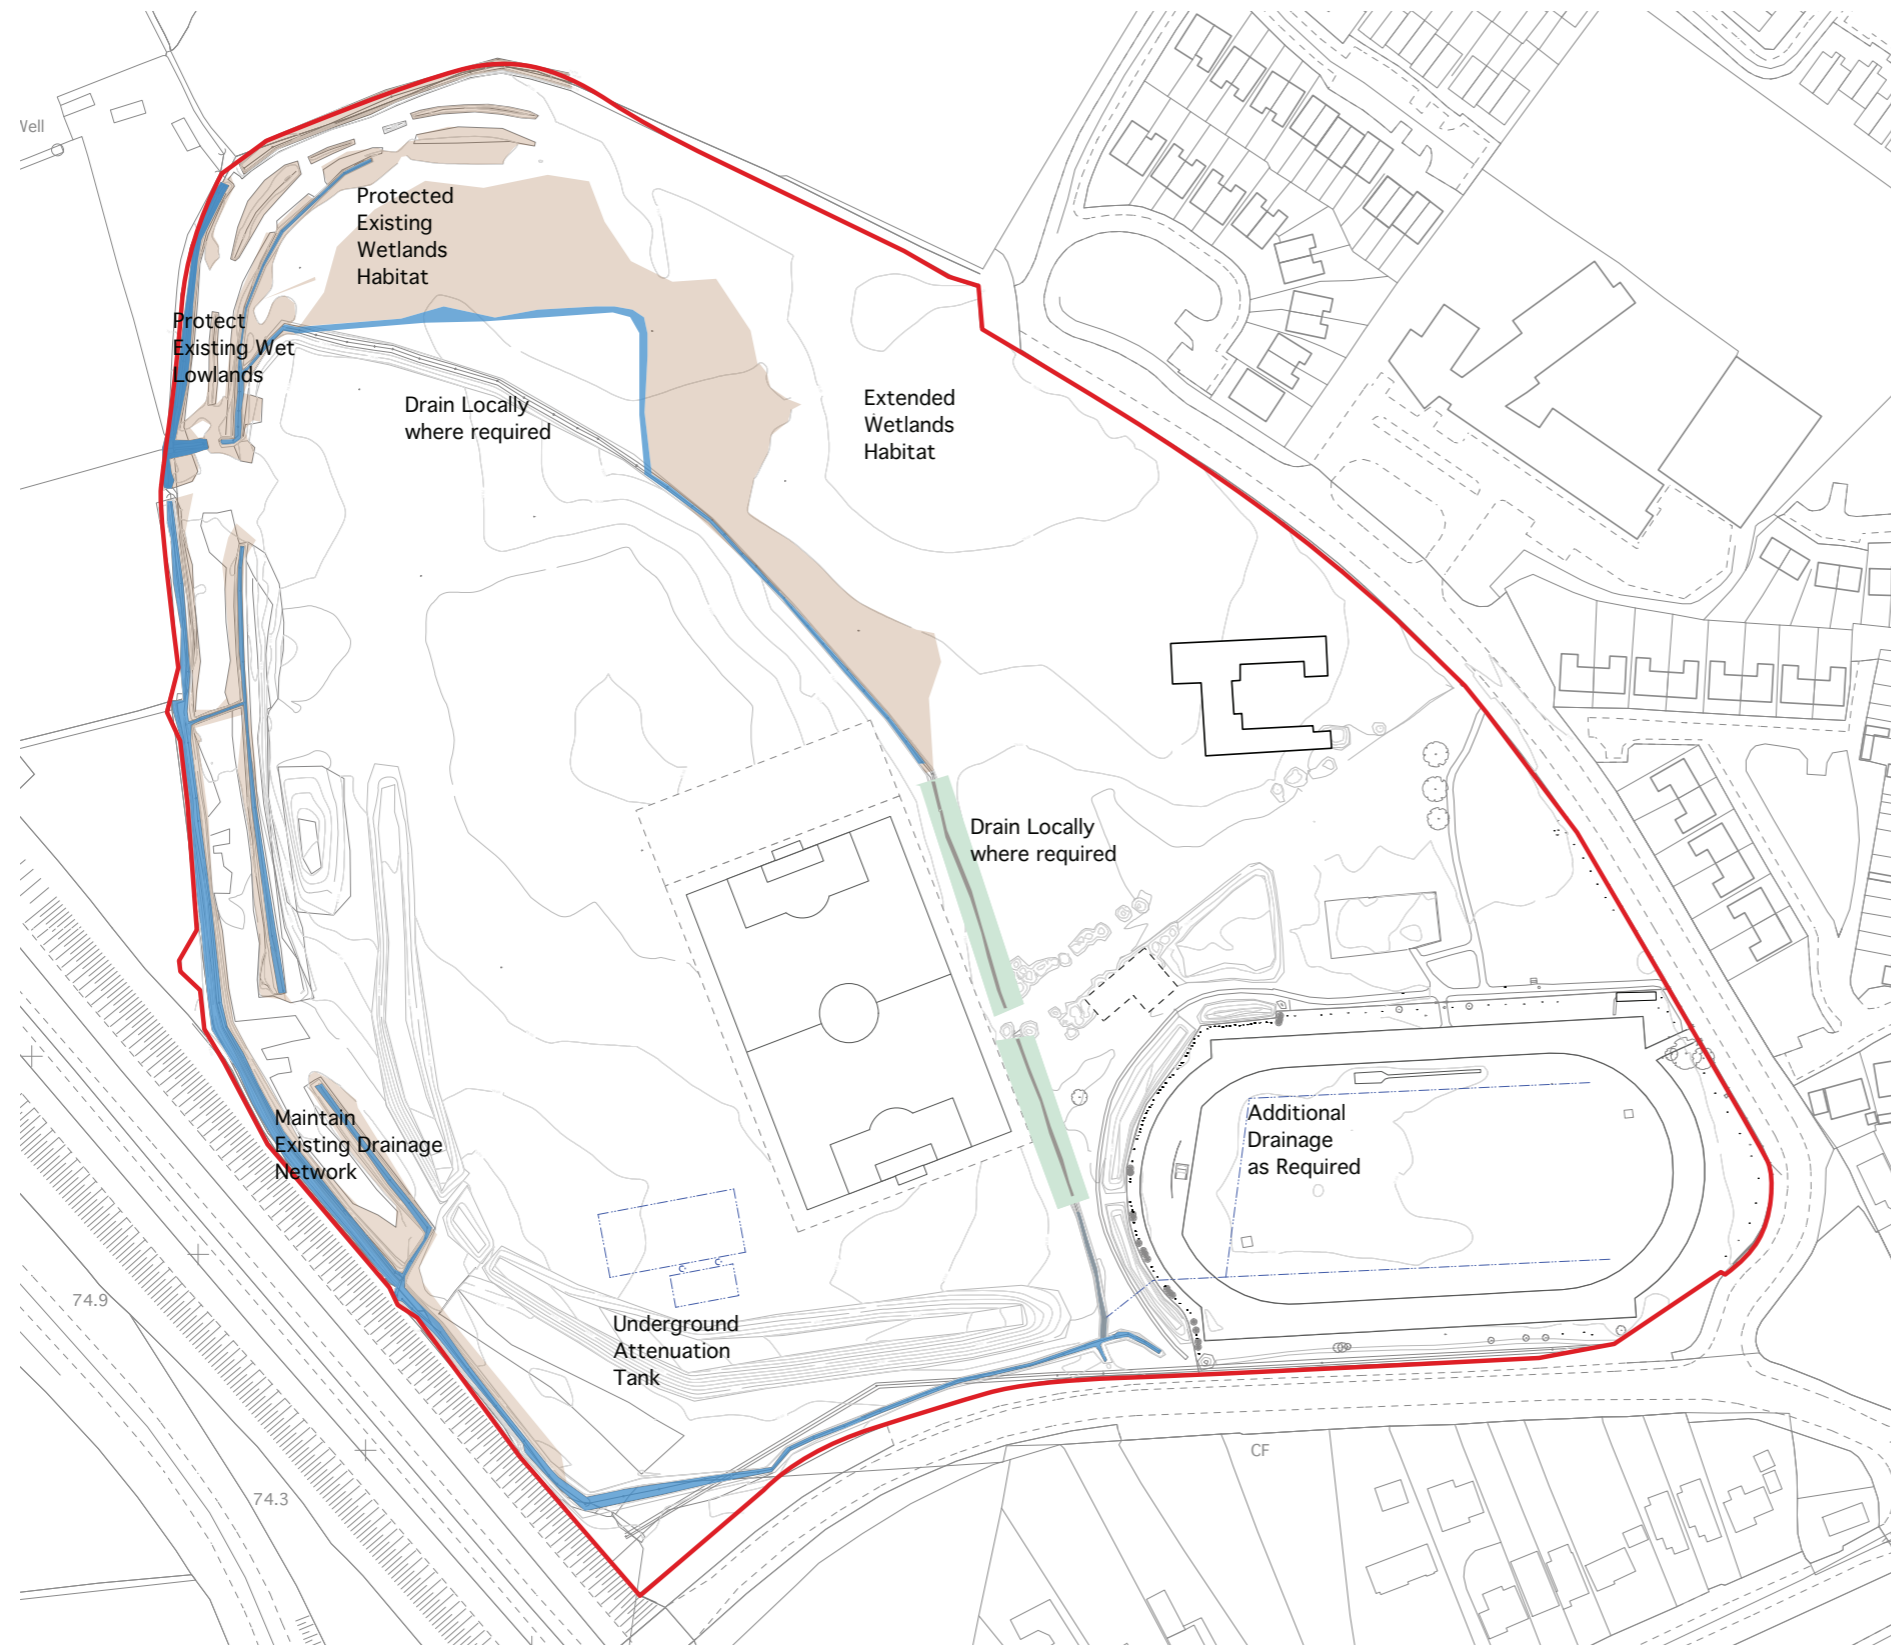 Protected
Existing
Wetlands
Habitat
Protect
Existing Wet
Lowlands
Drain Locally
where required
Extended
Wetlands
Habitat
Drain Locally
where required
Maintain
Existing Drainage
Network
Additional
Drainage
as Required
Underground
Attenuation
Tank
74.9
74.3
CF